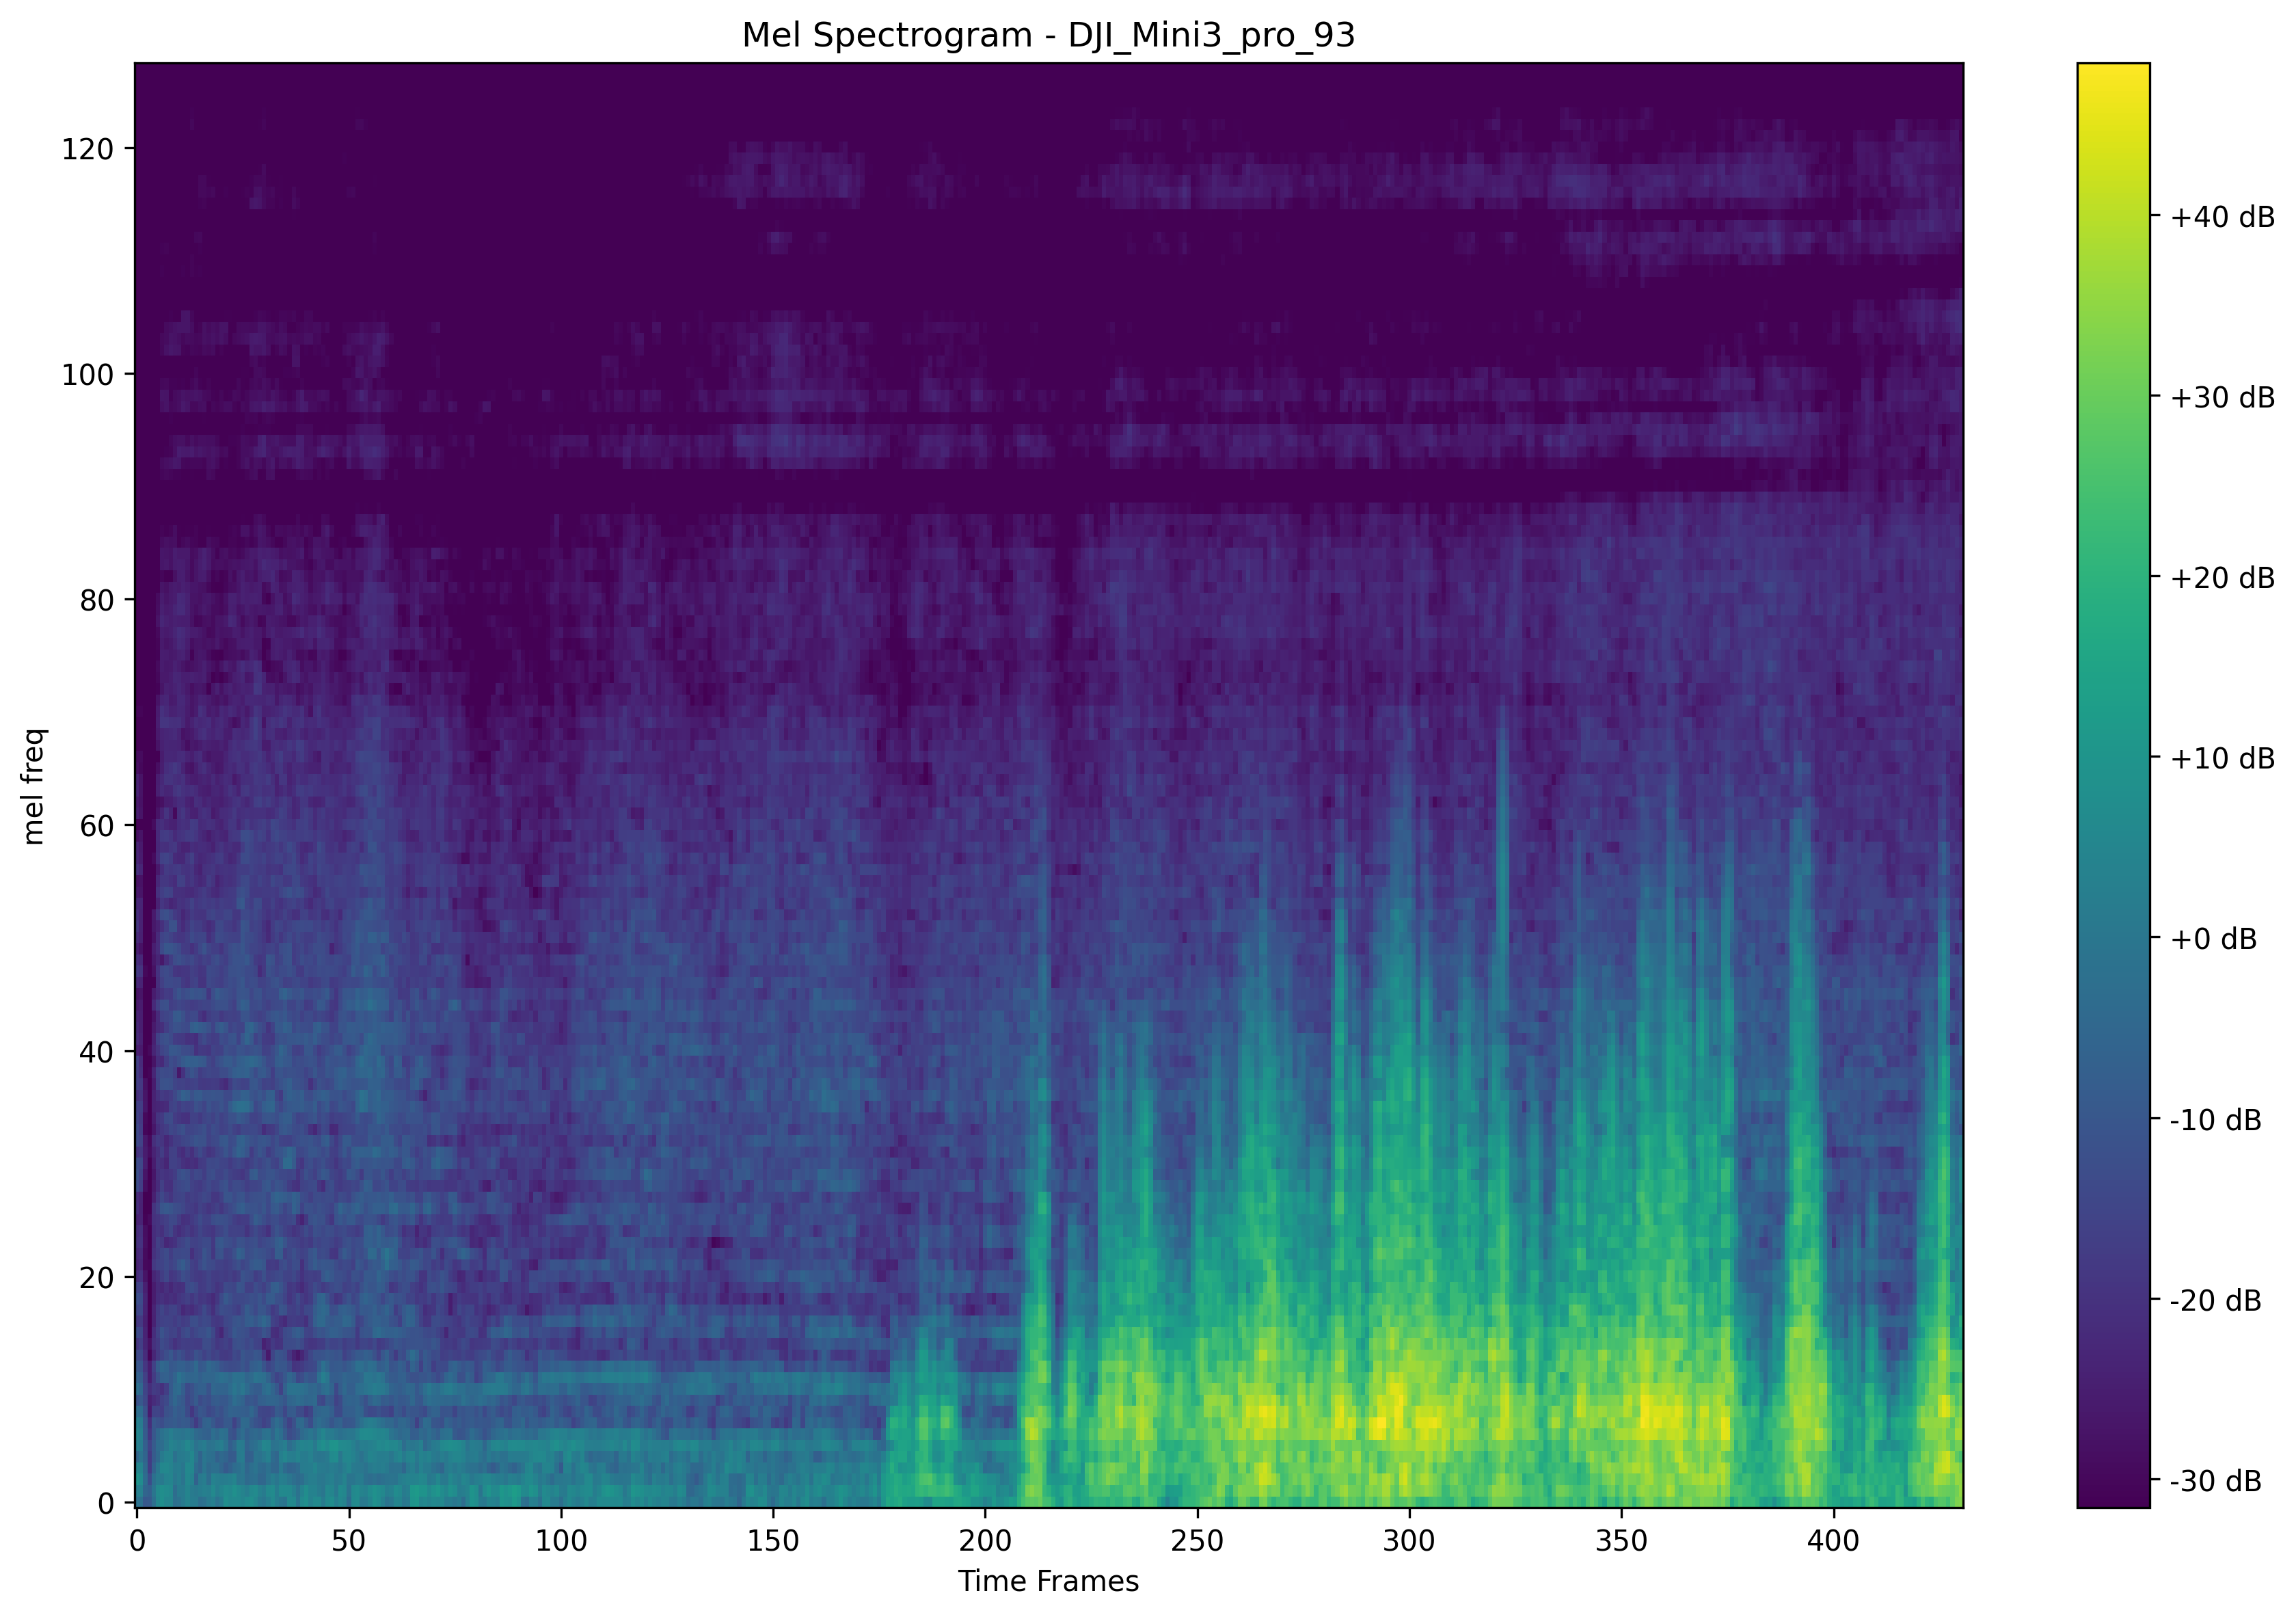 Mel Spectrogram - DJI_Mini3_pro_93
120
100
80
60
40
20
0
mel freq
0 50 100 150 200 250 300 350 400
Time Frames
+40 dB
+30 dB
+20 dB
+10 dB
+0 dB
-10 dB
-20 dB
-30 dB